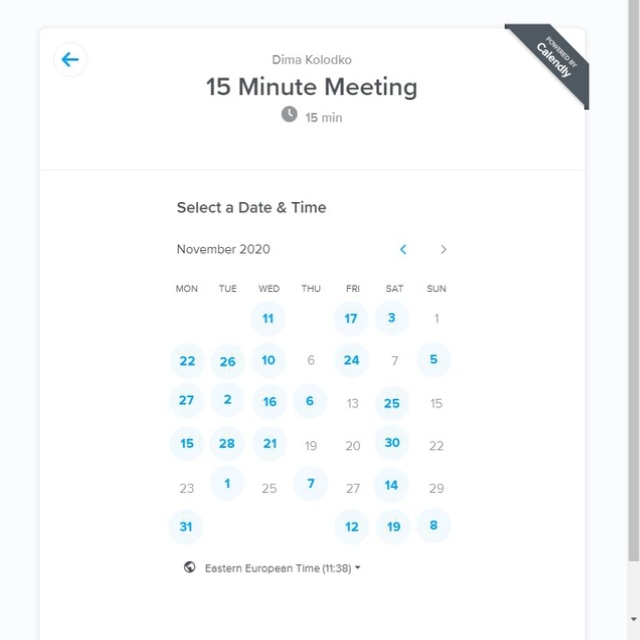 POWERED BY
Calendly
Dima Kolodko
15 Minute Meeting
15 min
Select a Date & Time
November 2020
MON TUE WED THU FRI SAT SUN
11 17 3 1
22 26 10 6 24 7 5
27 2 16 6 13 25 15
15 28 21 19 20 30 22
23 1 25 7 27 14 29
31 12 19 8
Eastern European Time (11:38)